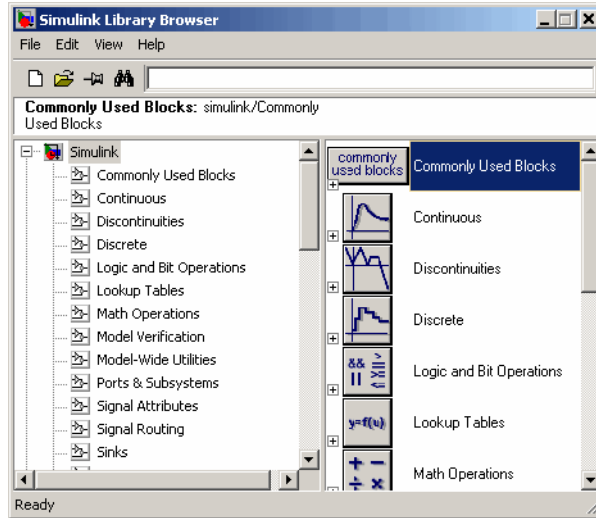 Simulink Library Browser
File Edit View Help
Commonly Used Blocks: simulink/Commonly
Used Blocks
Simulink
Commonly Used Blocks
Continuous
Discontinuities
Discrete
Logic and Bit Operations
Lookup Tables
Math Operations
Model Verification
Model-Wide Utilities
Ports & Subsystems
Signal Attributes
Signal Routing
Sinks
commonly
used blocks
Commonly Used Blocks
Continuous
Discontinuities
Discrete
&& >
|| >=
<=
Logic and Bit Operations
y=f(u)
Lookup Tables
+ −
÷ ×
Math Operations
Ready